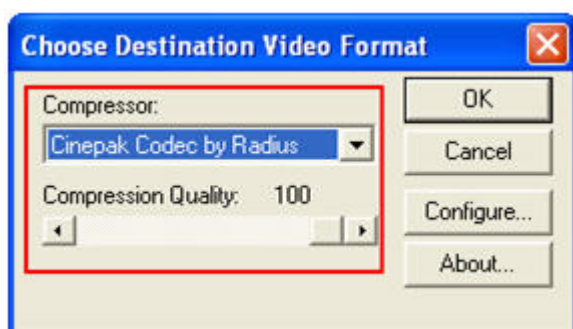 Choose Destination Video Format
Compressor:
Cinepak Codec by Radius
Compression Quality: 100
OK
Cancel
Configure...
About...